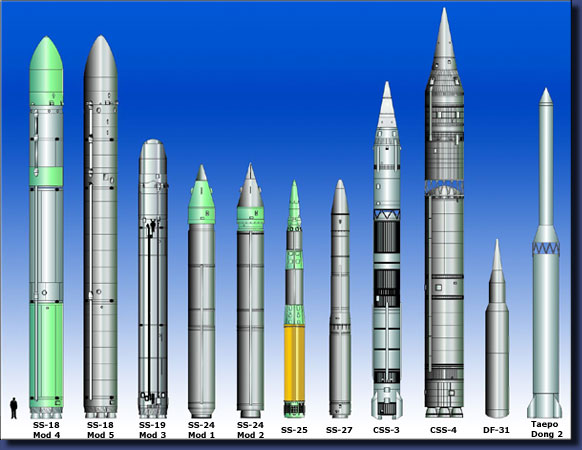 SS-18
Mod 4
SS-18
Mod 5
SS-19
Mod 3
SS-24
Mod 1
SS-24
Mod 2
SS-25
SS-27
CSS-3
CSS-4
DF-31
Taepo
Dong 2